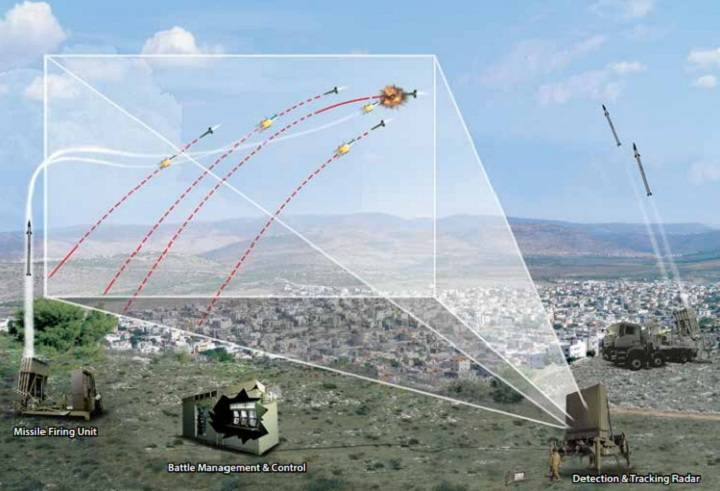 Missile Firing Unit
Battle Management & Control
Detection & Tracking Radar